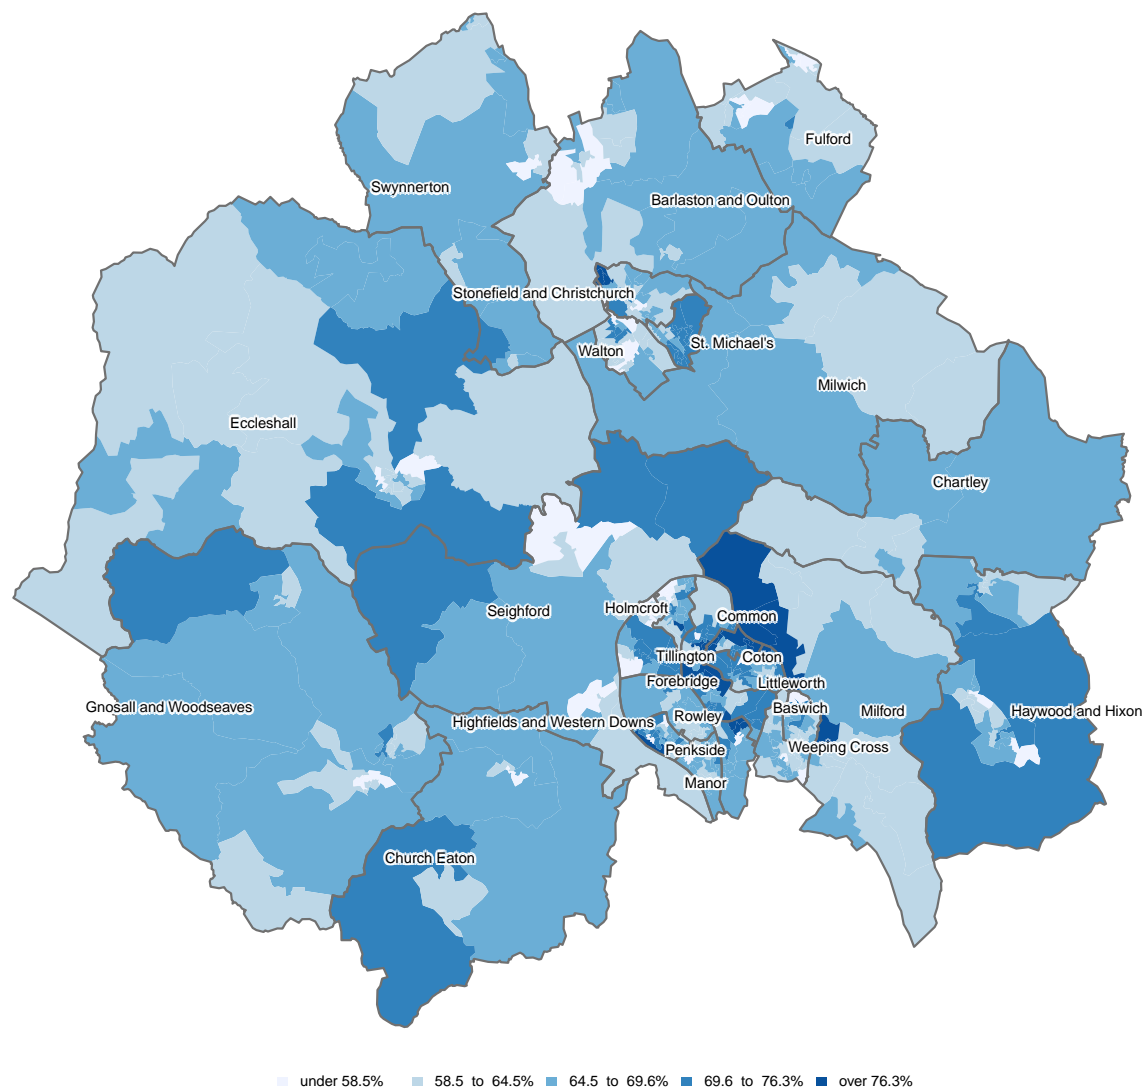 Fulford
Swynnerton
Barlaston and Oulton
Stonefield and Christchurch
St. Michael's
Walton
Milwich
Eccleshall
Chartley
Seighford
Holmcroft
Common
Tillington
Coton
Forebridge
Littleworth
Gnosall and Woodseaves
Baswich
Milford
Haywood and Hixon
Highfields and Western Downs
Rowley
Penkside
Weeping Cross
Manor
Church Eaton
under 58.5% 58.5 to 64.5% 64.5 to 69.6% 69.6 to 76.3% over 76.3%